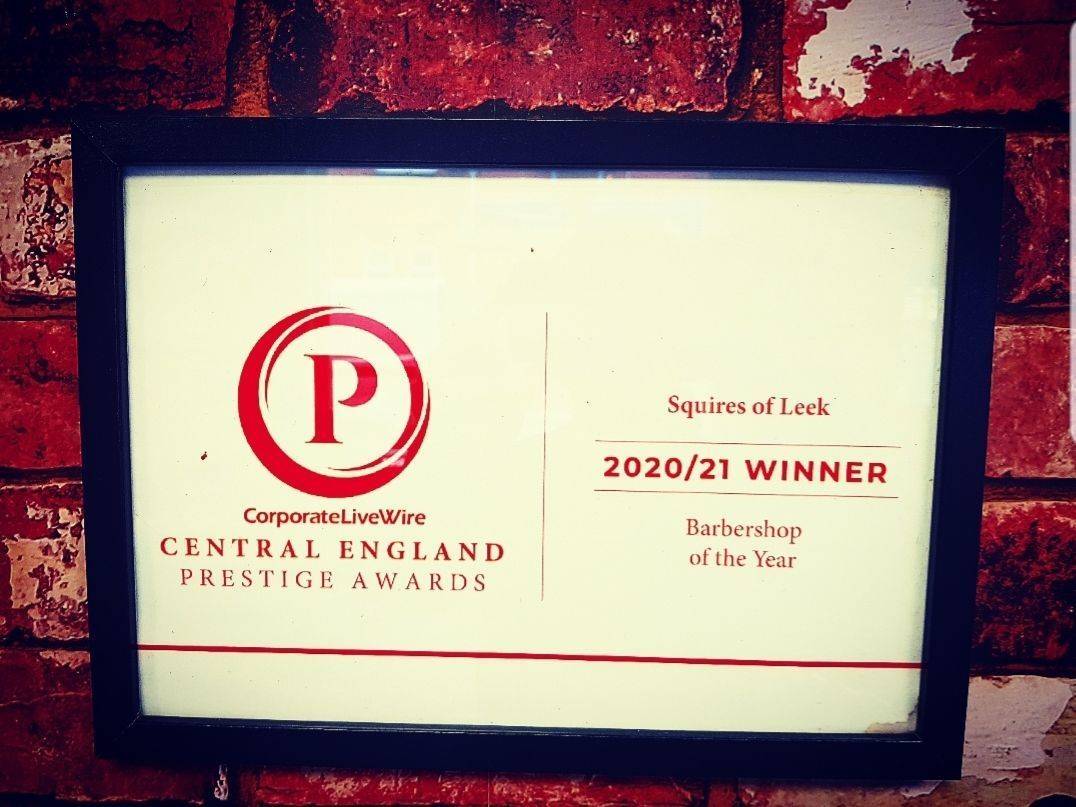 P
CorporateLiveWire
CENTRAL ENGLAND
PRESTIGE AWARDS
Squires of Leek
2020/21 WINNER
Barbershop
of the Year